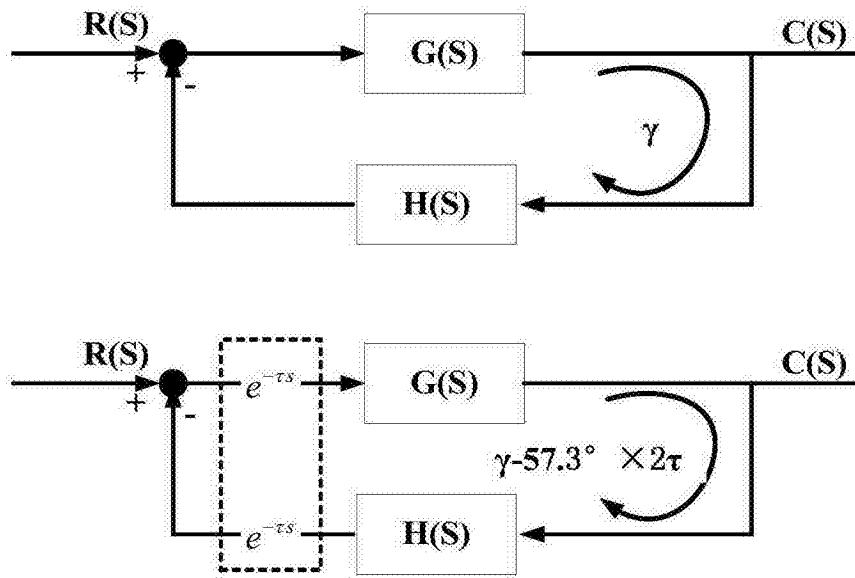 R(S)
G(S)
C(S)
+
-
γ
H(S)
R(S)
e^{-τs}
G(S)
C(S)
+
-
γ-57.3° ×2τ
e^{-τs}
H(S)